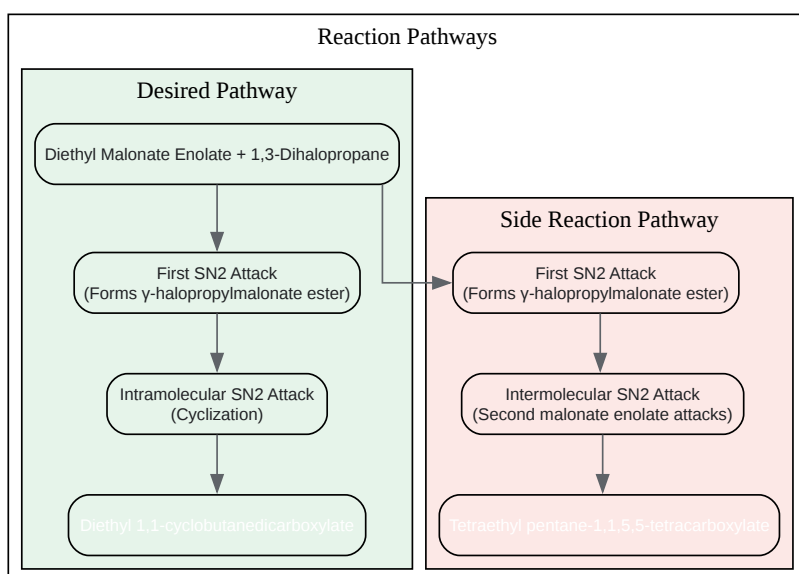 Reaction Pathways
Desired Pathway
Diethyl Malonate Enolate + 1,3-Dihalopropane
First SN2 Attack
(Forms γ-halopropylmalonate ester)
Intramolecular SN2 Attack
(Cyclization)
Diethyl 1,1-cyclobutanedicarboxylate
Side Reaction Pathway
First SN2 Attack
(Forms γ-halopropylmalonate ester)
Intermolecular SN2 Attack
(Second malonate enolate attacks)
Tetraethyl pentane-1,1,5,5-tetracarboxylate